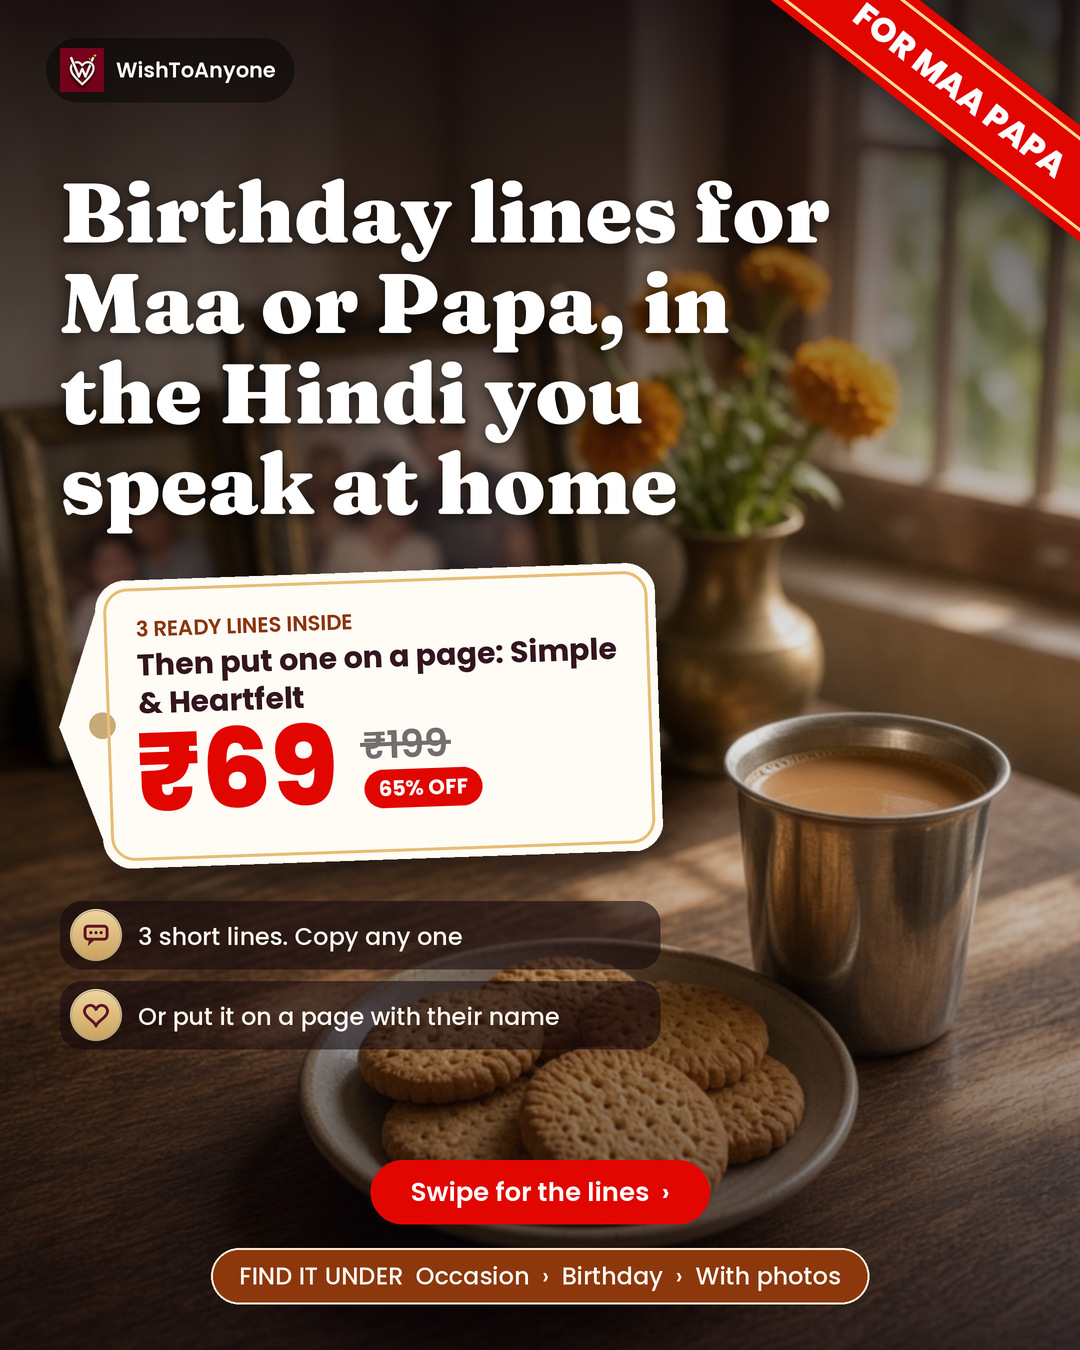 WishToAnyone
FOR MAA PAPA
Birthday lines for
Maa or Papa, in
the Hindi you
speak at home
3 READY LINES INSIDE
Then put one on a page: Simple
& Heartfelt
₹69
₹199
65% OFF
3 short lines. Copy any one
Or put it on a page with their name
Swipe for the lines ›
FIND IT UNDER Occasion › Birthday › With photos